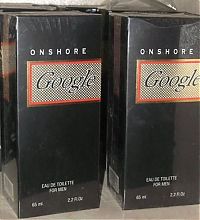 ONSHORE
Google
EAU DE TOILETTE
FOR MEN
65 ml
2.2 Fl.Oz
ONSHORE
Google
EAU DE TOILETTE
FOR MEN
65 ml
2.2 Fl.Oz